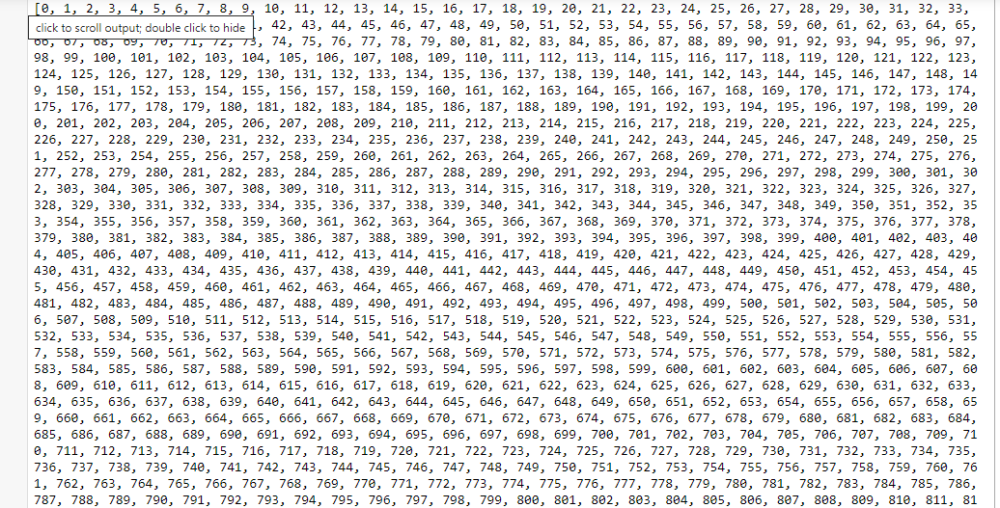 [0, 1, 2, 3, 4, 5, 6, 7, 8, 9, 10, 11, 12, 13, 14, 15, 16, 17, 18, 19, 20, 21, 22, 23, 24, 25, 26, 27, 28, 29, 30, 31, 32, 33,
click to scroll output; double click to hide
42, 43, 44, 45, 46, 47, 48, 49, 50, 51, 52, 53, 54, 55, 56, 57, 58, 59, 60, 61, 62, 63, 64, 65,
66, 67, 68, 69, 70, 71, 72, 73, 74, 75, 76, 77, 78, 79, 80, 81, 82, 83, 84, 85, 86, 87, 88, 89, 90, 91, 92, 93, 94, 95, 96, 97,
98, 99, 100, 101, 102, 103, 104, 105, 106, 107, 108, 109, 110, 111, 112, 113, 114, 115, 116, 117, 118, 119, 120, 121, 122, 123,
124, 125, 126, 127, 128, 129, 130, 131, 132, 133, 134, 135, 136, 137, 138, 139, 140, 141, 142, 143, 144, 145, 146, 147, 148, 14
9, 150, 151, 152, 153, 154, 155, 156, 157, 158, 159, 160, 161, 162, 163, 164, 165, 166, 167, 168, 169, 170, 171, 172, 173, 174,
175, 176, 177, 178, 179, 180, 181, 182, 183, 184, 185, 186, 187, 188, 189, 190, 191, 192, 193, 194, 195, 196, 197, 198, 199, 20
0, 201, 202, 203, 204, 205, 206, 207, 208, 209, 210, 211, 212, 213, 214, 215, 216, 217, 218, 219, 220, 221, 222, 223, 224, 225,
226, 227, 228, 229, 230, 231, 232, 233, 234, 235, 236, 237, 238, 239, 240, 241, 242, 243, 244, 245, 246, 247, 248, 249, 250, 25
1, 252, 253, 254, 255, 256, 257, 258, 259, 260, 261, 262, 263, 264, 265, 266, 267, 268, 269, 270, 271, 272, 273, 274, 275, 276,
277, 278, 279, 280, 281, 282, 283, 284, 285, 286, 287, 288, 289, 290, 291, 292, 293, 294, 295, 296, 297, 298, 299, 300, 301, 30
2, 303, 304, 305, 306, 307, 308, 309, 310, 311, 312, 313, 314, 315, 316, 317, 318, 319, 320, 321, 322, 323, 324, 325, 326, 327,
328, 329, 330, 331, 332, 333, 334, 335, 336, 337, 338, 339, 340, 341, 342, 343, 344, 345, 346, 347, 348, 349, 350, 351, 352, 35
3, 354, 355, 356, 357, 358, 359, 360, 361, 362, 363, 364, 365, 366, 367, 368, 369, 370, 371, 372, 373, 374, 375, 376, 377, 378,
379, 380, 381, 382, 383, 384, 385, 386, 387, 388, 389, 390, 391, 392, 393, 394, 395, 396, 397, 398, 399, 400, 401, 402, 403, 40
4, 405, 406, 407, 408, 409, 410, 411, 412, 413, 414, 415, 416, 417, 418, 419, 420, 421, 422, 423, 424, 425, 426, 427, 428, 429,
430, 431, 432, 433, 434, 435, 436, 437, 438, 439, 440, 441, 442, 443, 444, 445, 446, 447, 448, 449, 450, 451, 452, 453, 454, 45
5, 456, 457, 458, 459, 460, 461, 462, 463, 464, 465, 466, 467, 468, 469, 470, 471, 472, 473, 474, 475, 476, 477, 478, 479, 480,
481, 482, 483, 484, 485, 486, 487, 488, 489, 490, 491, 492, 493, 494, 495, 496, 497, 498, 499, 500, 501, 502, 503, 504, 505, 50
6, 507, 508, 509, 510, 511, 512, 513, 514, 515, 516, 517, 518, 519, 520, 521, 522, 523, 524, 525, 526, 527, 528, 529, 530, 531,
532, 533, 534, 535, 536, 537, 538, 539, 540, 541, 542, 543, 544, 545, 546, 547, 548, 549, 550, 551, 552, 553, 554, 555, 556, 55
7, 558, 559, 560, 561, 562, 563, 564, 565, 566, 567, 568, 569, 570, 571, 572, 573, 574, 575, 576, 577, 578, 579, 580, 581, 582,
583, 584, 585, 586, 587, 588, 589, 590, 591, 592, 593, 594, 595, 596, 597, 598, 599, 600, 601, 602, 603, 604, 605, 606, 607, 60
8, 609, 610, 611, 612, 613, 614, 615, 616, 617, 618, 619, 620, 621, 622, 623, 624, 625, 626, 627, 628, 629, 630, 631, 632, 633,
634, 635, 636, 637, 638, 639, 640, 641, 642, 643, 644, 645, 646, 647, 648, 649, 650, 651, 652, 653, 654, 655, 656, 657, 658, 65
9, 660, 661, 662, 663, 664, 665, 666, 667, 668, 669, 670, 671, 672, 673, 674, 675, 676, 677, 678, 679, 680, 681, 682, 683, 684,
685, 686, 687, 688, 689, 690, 691, 692, 693, 694, 695, 696, 697, 698, 699, 700, 701, 702, 703, 704, 705, 706, 707, 708, 709, 71
0, 711, 712, 713, 714, 715, 716, 717, 718, 719, 720, 721, 722, 723, 724, 725, 726, 727, 728, 729, 730, 731, 732, 733, 734, 735,
736, 737, 738, 739, 740, 741, 742, 743, 744, 745, 746, 747, 748, 749, 750, 751, 752, 753, 754, 755, 756, 757, 758, 759, 760, 76
1, 762, 763, 764, 765, 766, 767, 768, 769, 770, 771, 772, 773, 774, 775, 776, 777, 778, 779, 780, 781, 782, 783, 784, 785, 786,
787, 788, 789, 790, 791, 792, 793, 794, 795, 796, 797, 798, 799, 800, 801, 802, 803, 804, 805, 806, 807, 808, 809, 810, 811, 81